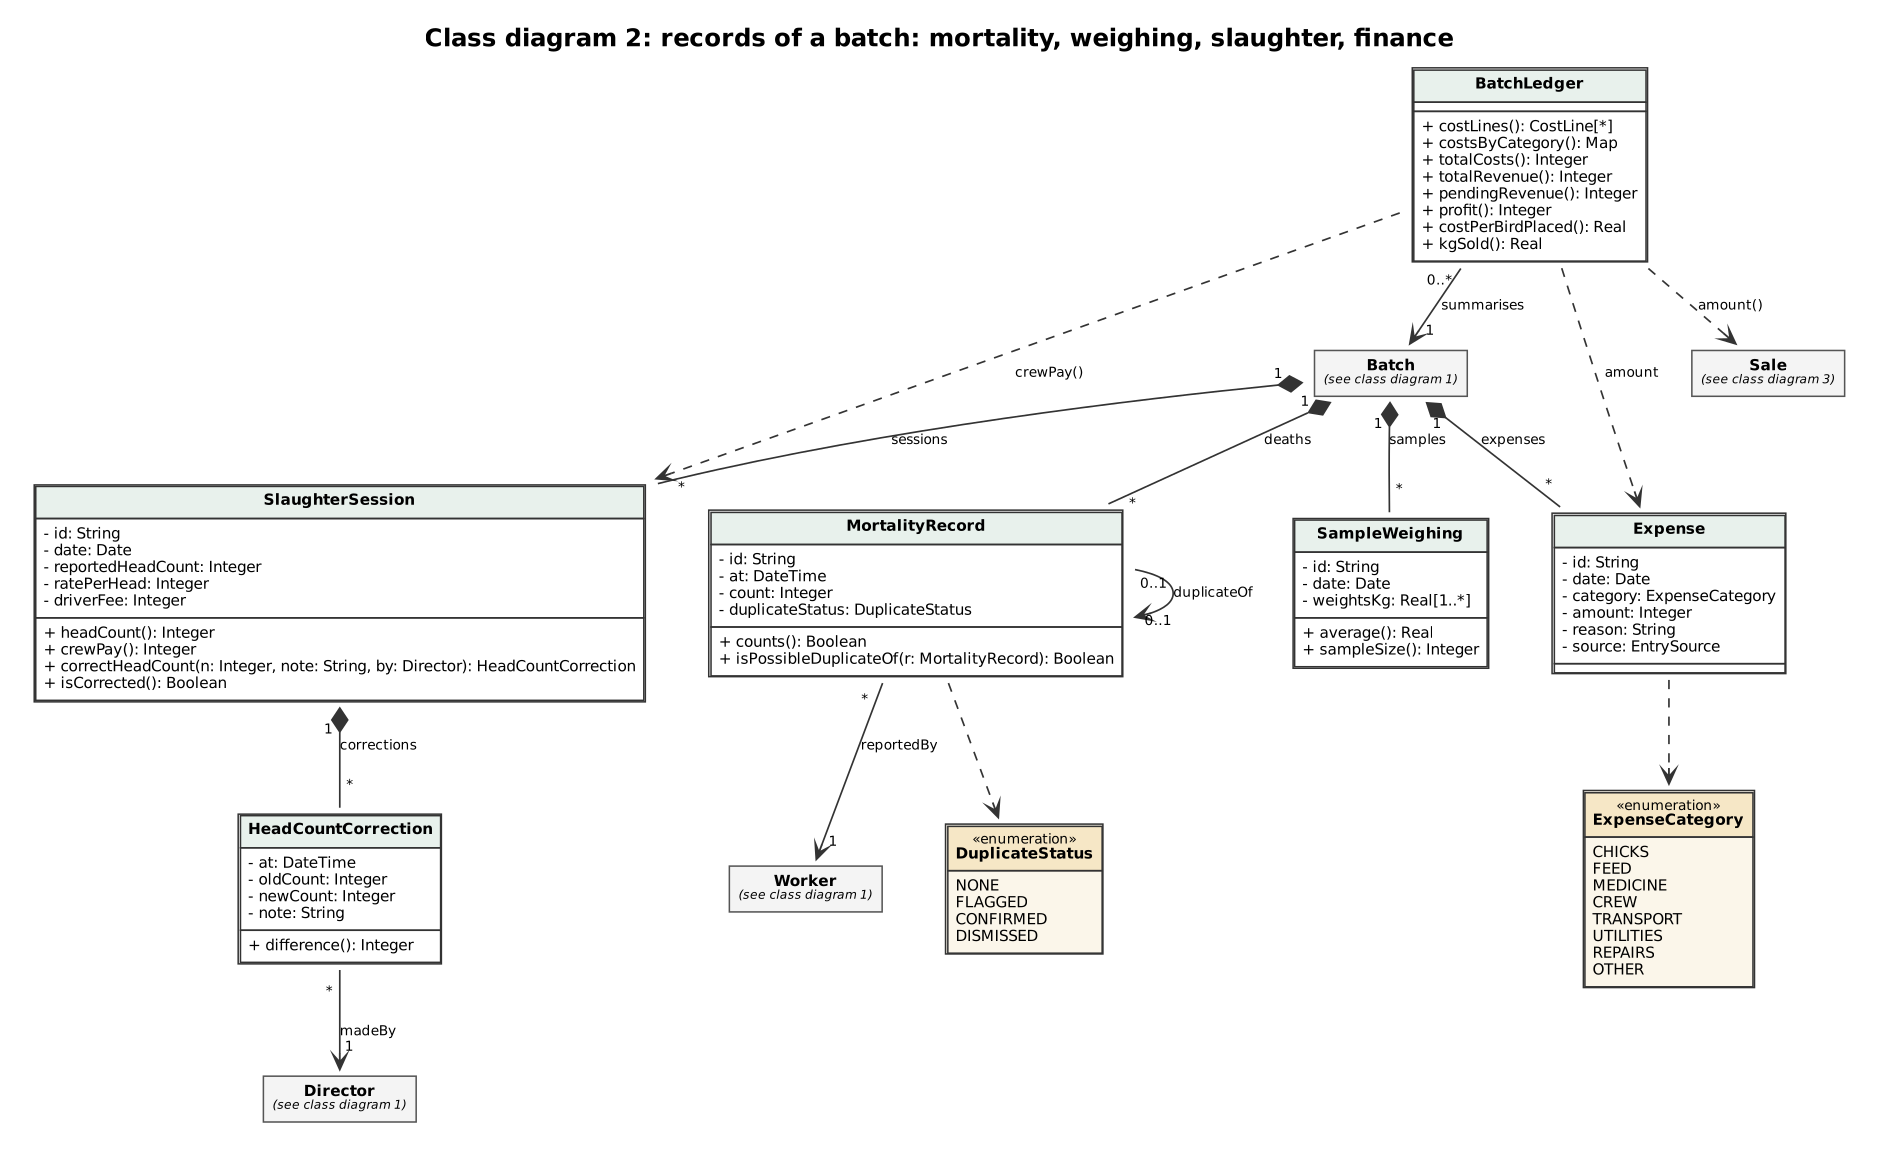 Class diagram 2: records of a batch: mortality, weighing, slaughter, finance
BatchLedger
+ costLines(): CostLine[*]
+ costsByCategory(): Map
+ totalCosts(): Integer
+ totalRevenue(): Integer
+ pendingRevenue(): Integer
+ profit(): Integer
+ costPerBirdPlaced(): Real
+ kgSold(): Real
0..*
summarises
1
amount()
crewPay()
amount
Batch
(see class diagram 1)
Sale
(see class diagram 3)
1
sessions
*
1
deaths
*
1
samples
*
1
expenses
*
SlaughterSession
- id: String
- date: Date
- reportedHeadCount: Integer
- ratePerHead: Integer
- driverFee: Integer
+ headCount(): Integer
+ crewPay(): Integer
+ correctHeadCount(n: Integer, note: String, by: Director): HeadCountCorrection
+ isCorrected(): Boolean
MortalityRecord
- id: String
- at: DateTime
- count: Integer
- duplicateStatus: DuplicateStatus
+ counts(): Boolean
+ isPossibleDuplicateOf(r: MortalityRecord): Boolean
0..1
duplicateOf
0..1
SampleWeighing
- id: String
- date: Date
- weightsKg: Real[1..*]
+ average(): Real
+ sampleSize(): Integer
Expense
- id: String
- date: Date
- category: ExpenseCategory
- amount: Integer
- reason: String
- source: EntrySource
1
corrections
*
*
reportedBy
1
HeadCountCorrection
- at: DateTime
- oldCount: Integer
- newCount: Integer
- note: String
+ difference(): Integer
Worker
(see class diagram 1)
«enumeration»
DuplicateStatus
NONE
FLAGGED
CONFIRMED
DISMISSED
«enumeration»
ExpenseCategory
CHICKS
FEED
MEDICINE
CREW
TRANSPORT
UTILITIES
REPAIRS
OTHER
*
madeBy
1
Director
(see class diagram 1)